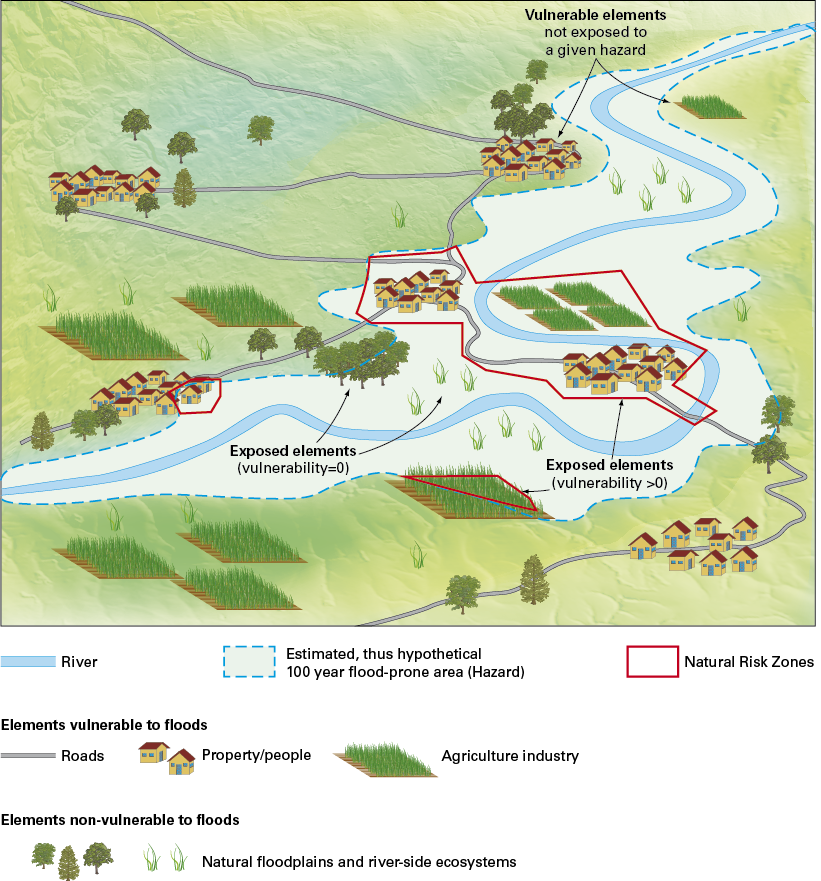 Vulnerable elements
not exposed to
a given hazard
Exposed elements
(vulnerability=0)
Exposed elements
(vulnerability >0)
River
Estimated, thus hypothetical
100 year flood-prone area (Hazard)
Natural Risk Zones
Elements vulnerable to floods
Roads
Property/people
Agriculture industry
Elements non-vulnerable to floods
Natural floodplains and river-side ecosystems